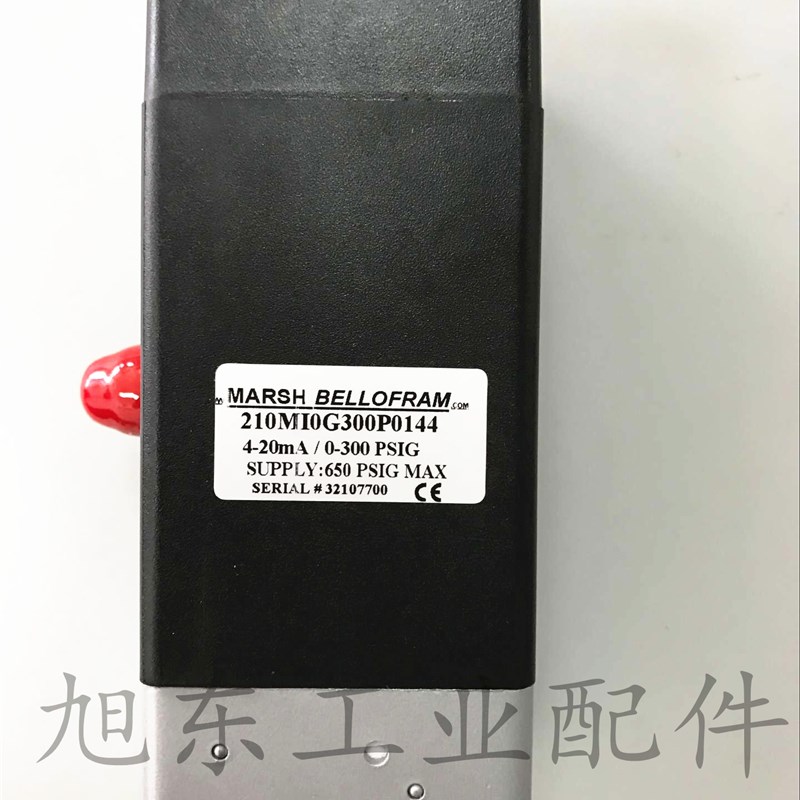 MARSH BELLOFRAM.COM
210MI0G300P0144
4-20mA / 0-300 PSIG
SUPPLY:650 PSIG MAX
SERIAL # 32107700 CE
旭东工业配件